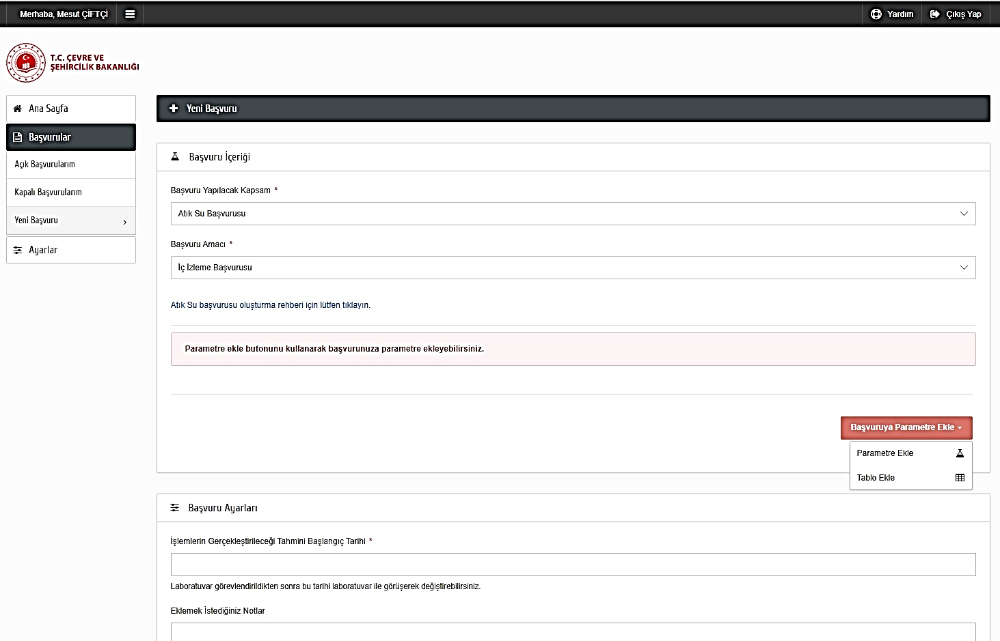 Merhaba, Mesut ÇİFTÇİ
Yardım
Çıkış Yap
T.C. ÇEVRE VE
ŞEHİRCİLİK BAKANLIĞI
Ana Sayfa
Başvurular
Açık Başvurularım
Kapalı Başvurularım
Yeni Başvuru
Ayarlar
Yeni Başvuru
Başvuru İçeriği
Başvuru Yapılacak Kapsam *
Atık Su Başvurusu
Başvuru Amacı *
İç İzleme Başvurusu
Atık Su başvurusu oluşturma rehberi için lütfen tıklayın.
Parametre ekle butonunu kullanarak başvurunuza parametre ekleyebilirsiniz.
Başvuruya Parametre Ekle
Parametre Ekle
Tablo Ekle
Başvuru Ayarları
İşlemlerin Gerçekleştirileceği Tahmini Başlangıç Tarihi *
Laboratuvar görevlendirildikten sonra bu tarihi laboratuvar ile görüşerek değiştirebilirsiniz.
Eklemek İstediğiniz Notlar